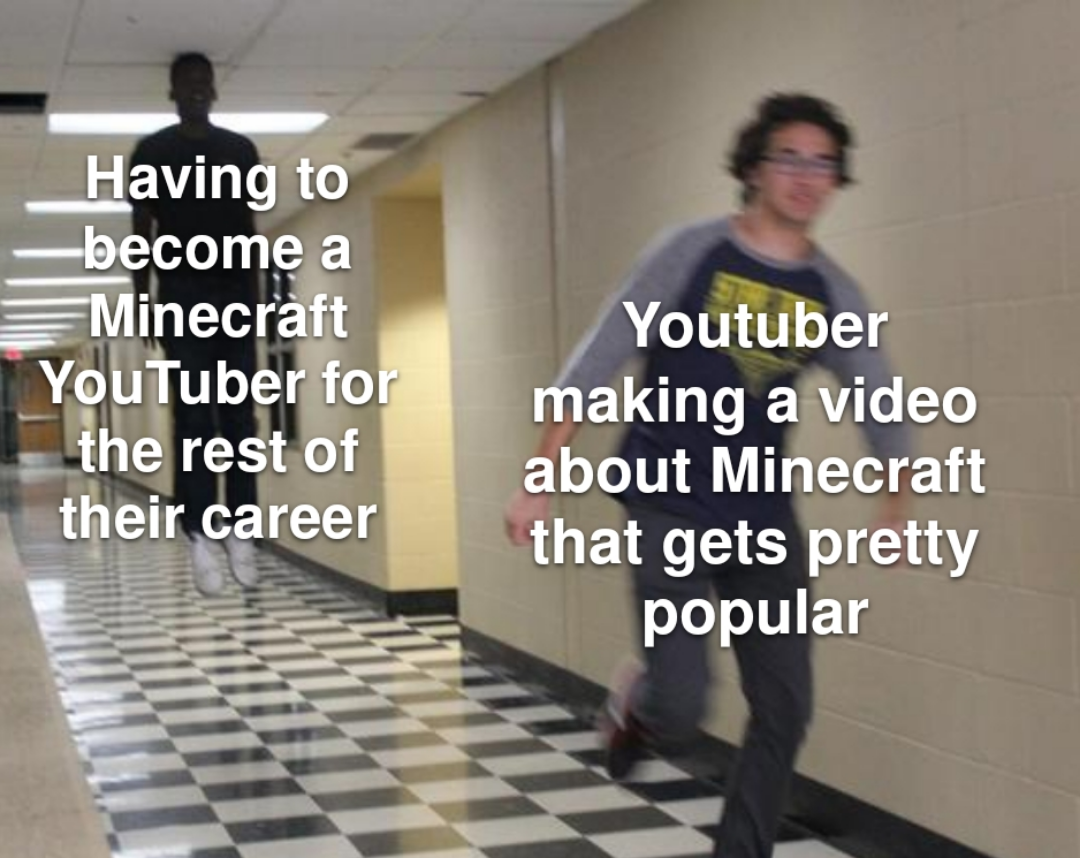 Having to
become a
Minecraft
YouTuber for
the rest of
their career
Youtuber
making a video
about Minecraft
that gets pretty
popular